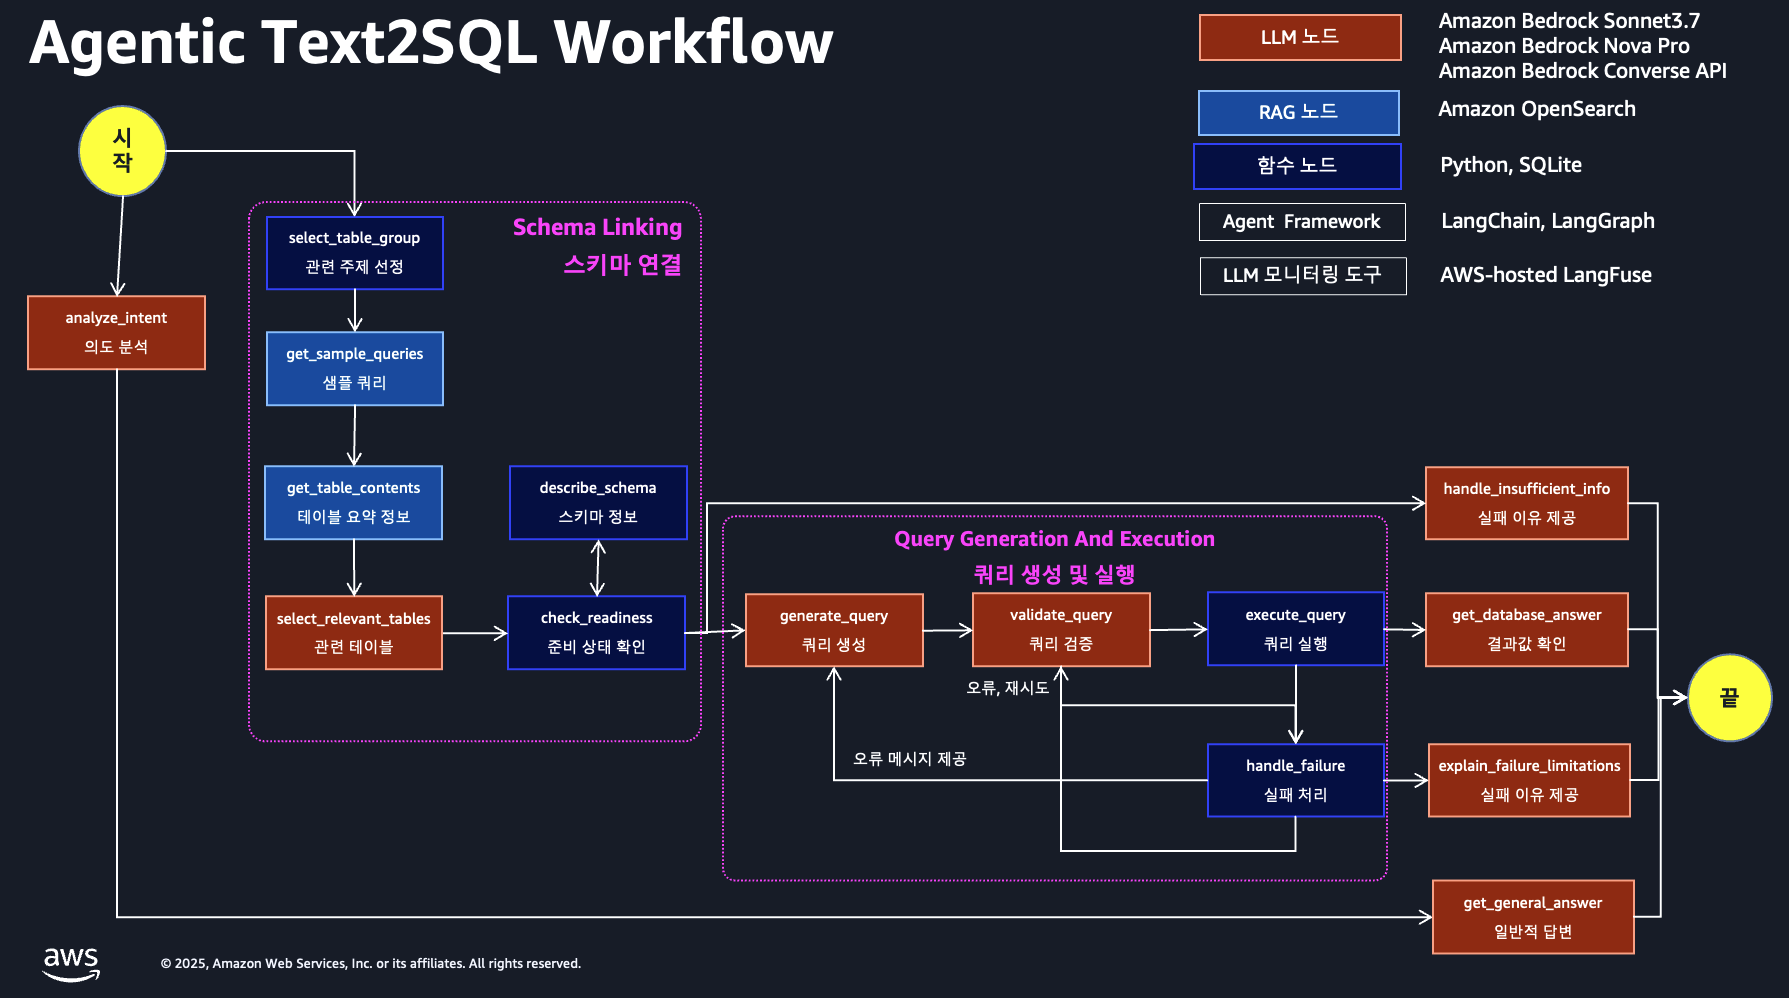 Agentic Text2SQL Workflow
LLM 노드
Amazon Bedrock Sonnet3.7
Amazon Bedrock Nova Pro
Amazon Bedrock Converse API
RAG 노드
Amazon OpenSearch
함수 노드
Python, SQLite
Agent Framework
LangChain, LangGraph
LLM 모니터링 도구
AWS-hosted LangFuse
시
작
analyze_intent
의도 분석
Schema Linking
스키마 연결
select_table_group
관련 주제 선정
get_sample_queries
샘플 쿼리
get_table_contents
테이블 요약 정보
describe_schema
스키마 정보
select_relevant_tables
관련 테이블
check_readiness
준비 상태 확인
Query Generation And Execution
쿼리 생성 및 실행
generate_query
쿼리 생성
validate_query
쿼리 검증
execute_query
쿼리 실행
오류, 재시도
오류 메시지 제공
handle_failure
실패 처리
handle_insufficient_info
실패 이유 제공
get_database_answer
결과값 확인
explain_failure_limitations
실패 이유 제공
get_general_answer
일반적 답변
끝
aws
© 2025, Amazon Web Services, Inc. or its affiliates. All rights reserved.